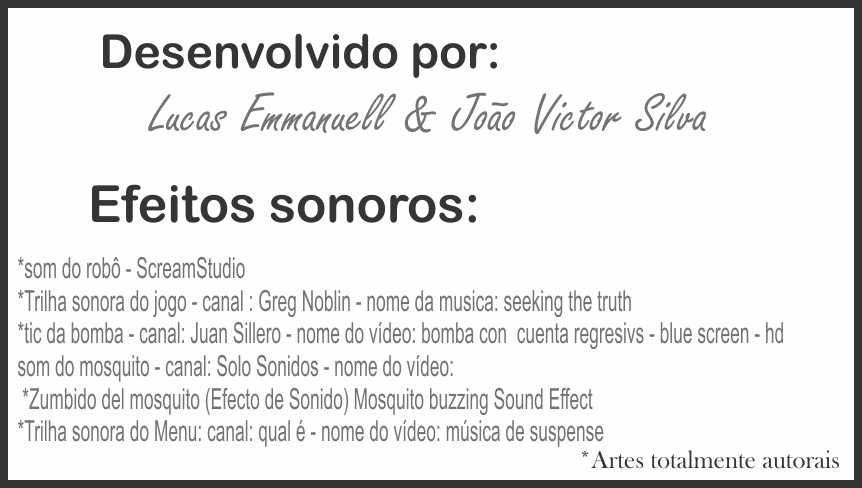 Desenvolvido por:
Lucas Emmanuell & João Victor Silva
Efeitos sonoros:
*som do robô - ScreamStudio
*Trilha sonora do jogo - canal : Greg Noblin - nome da musica: seeking the truth
*tic da bomba - canal: Juan Sillero - nome do vídeo: bomba con  cuenta regresivs - blue screen - hd
som do mosquito - canal: Solo Sonidos - nome do vídeo:
*Zumbido del mosquito (Efecto de Sonido) Mosquito buzzing Sound Effect
*Trilha sonora do Menu: canal: qual é - nome do vídeo: música de suspense
*Artes totalmente autorais